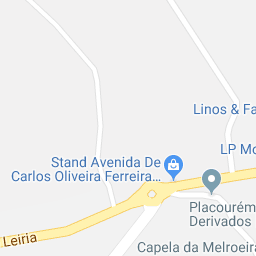 Linos & Fa
LP Mo
Stand Avenida De
Carlos Oliveira Ferreira...
Placourém
Derivados
Leiria
Capela da Melroeira